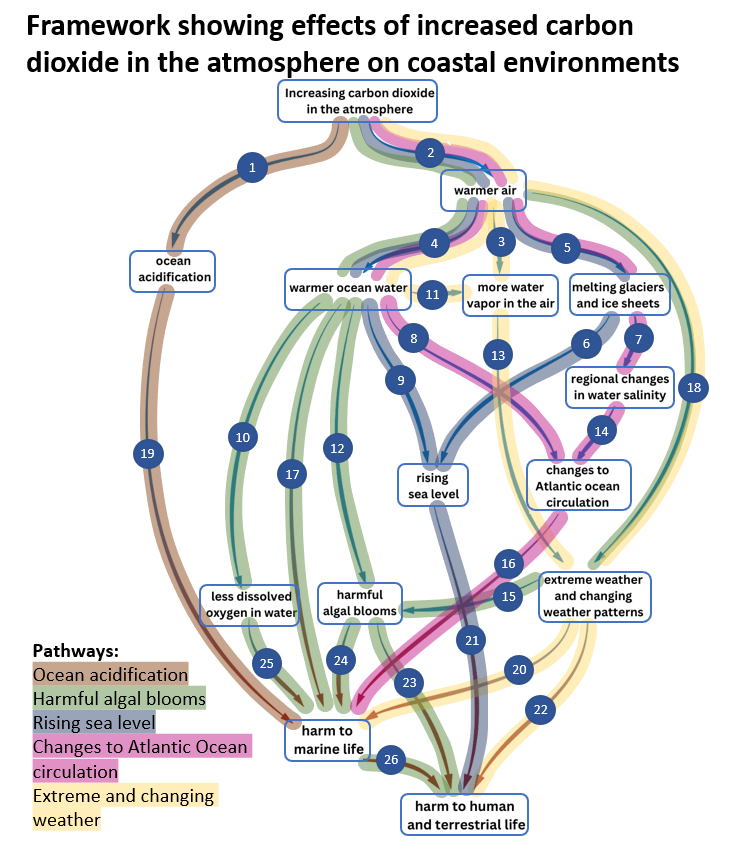 Framework showing effects of increased carbon
dioxide in the atmosphere on coastal environments
Increasing carbon dioxide
in the atmosphere
2
1
warmer air
4
3
5
ocean
acidification
warmer ocean water
11
more water
vapor in the air
melting glaciers
and ice sheets
8
6
7
13
9
regional changes
in water salinity
18
10
12
14
19
17
rising
sea level
changes to
Atlantic ocean
circulation
16
15
less dissolved
oxygen in water
harmful
algal blooms
extreme weather
and changing
weather patterns
21
25
24
20
23
22
Pathways:
Ocean acidification
Harmful algal blooms
Rising sea level
Changes to Atlantic Ocean
circulation
Extreme and changing
weather
harm to
marine life
26
harm to human
and terrestrial life